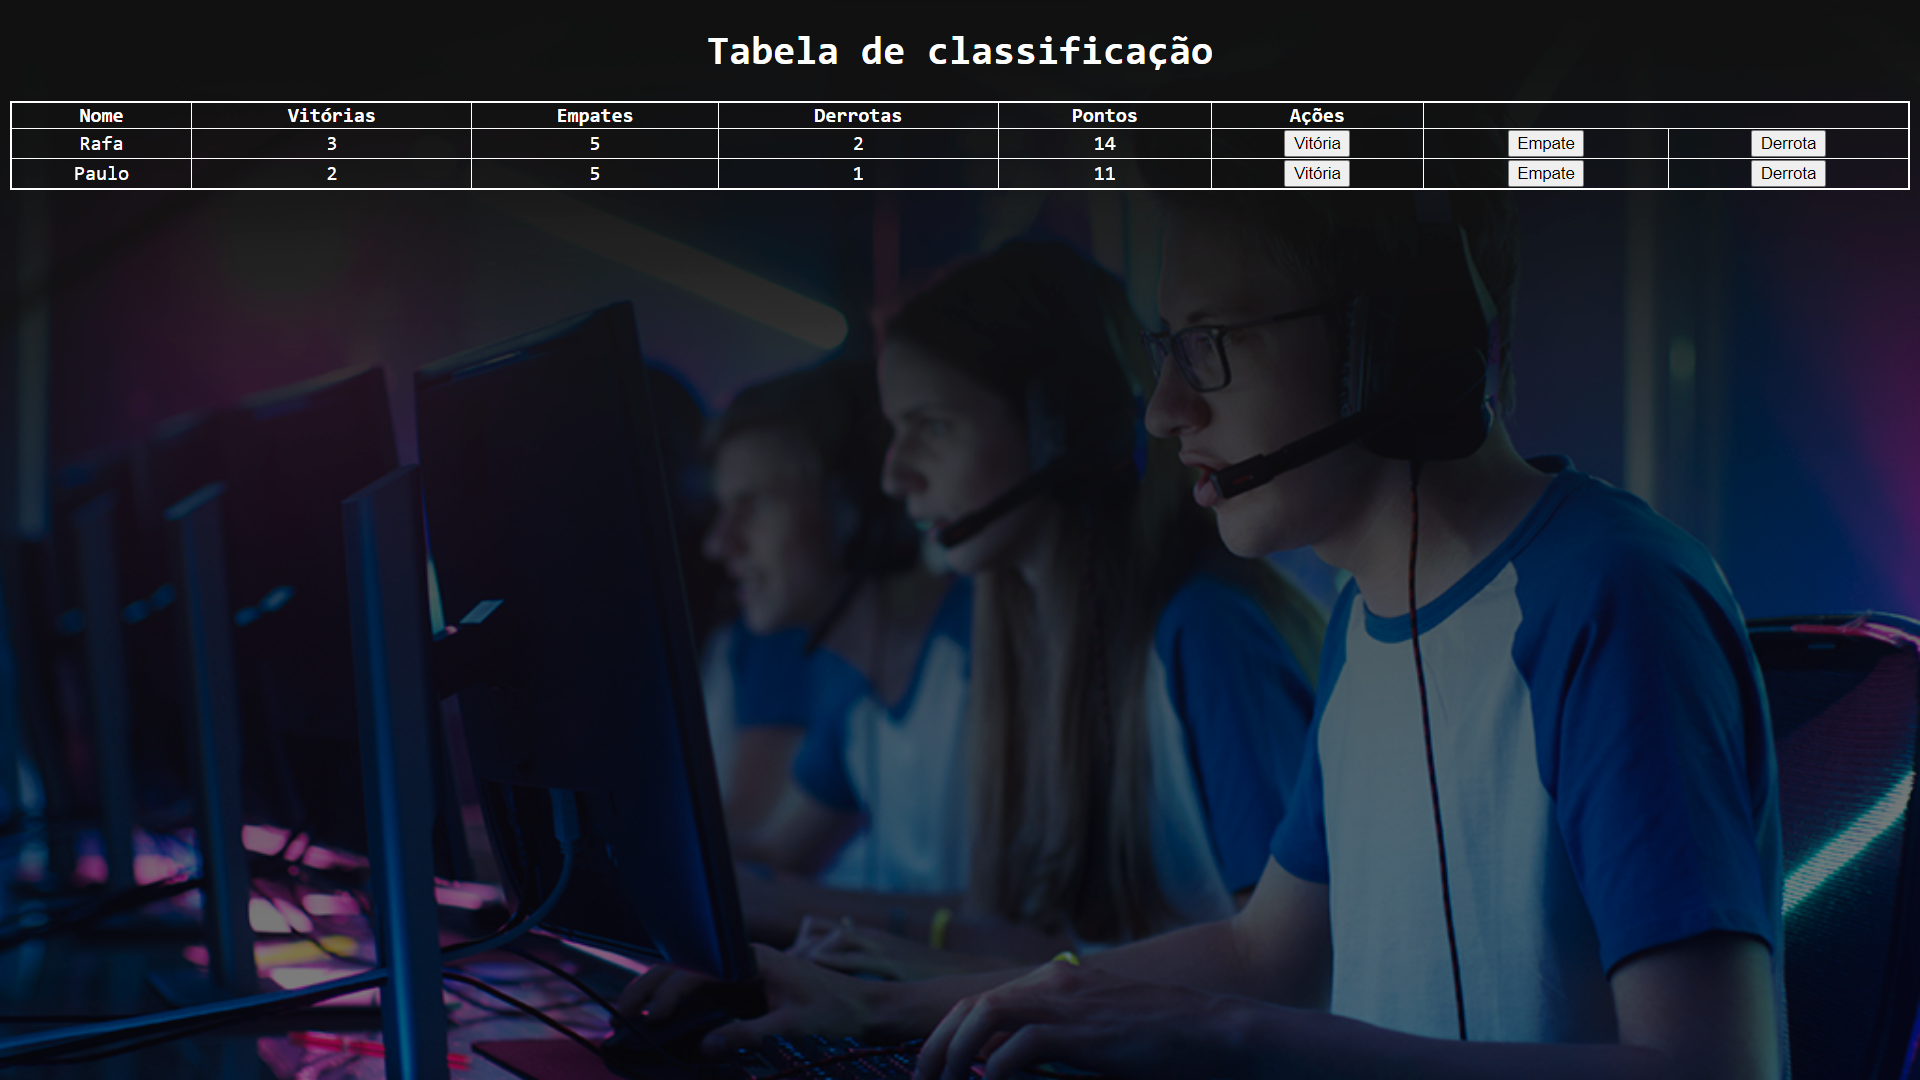 Tabela de classificação
Nome Vitórias Empates Derrotas Pontos Ações
Rafa 3 5 2 14 Vitória Empate Derrota
Paulo 2 5 1 11 Vitória Empate Derrota